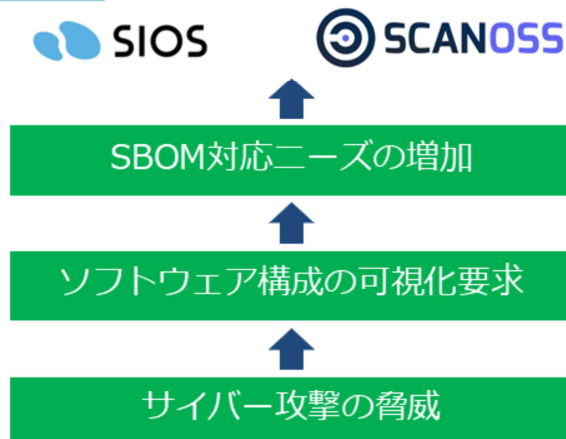 SIOS SCANOSS
SBOM対応ニーズの増加
ソフトウェア構成の可視化要求
サイバー攻撃の脅威